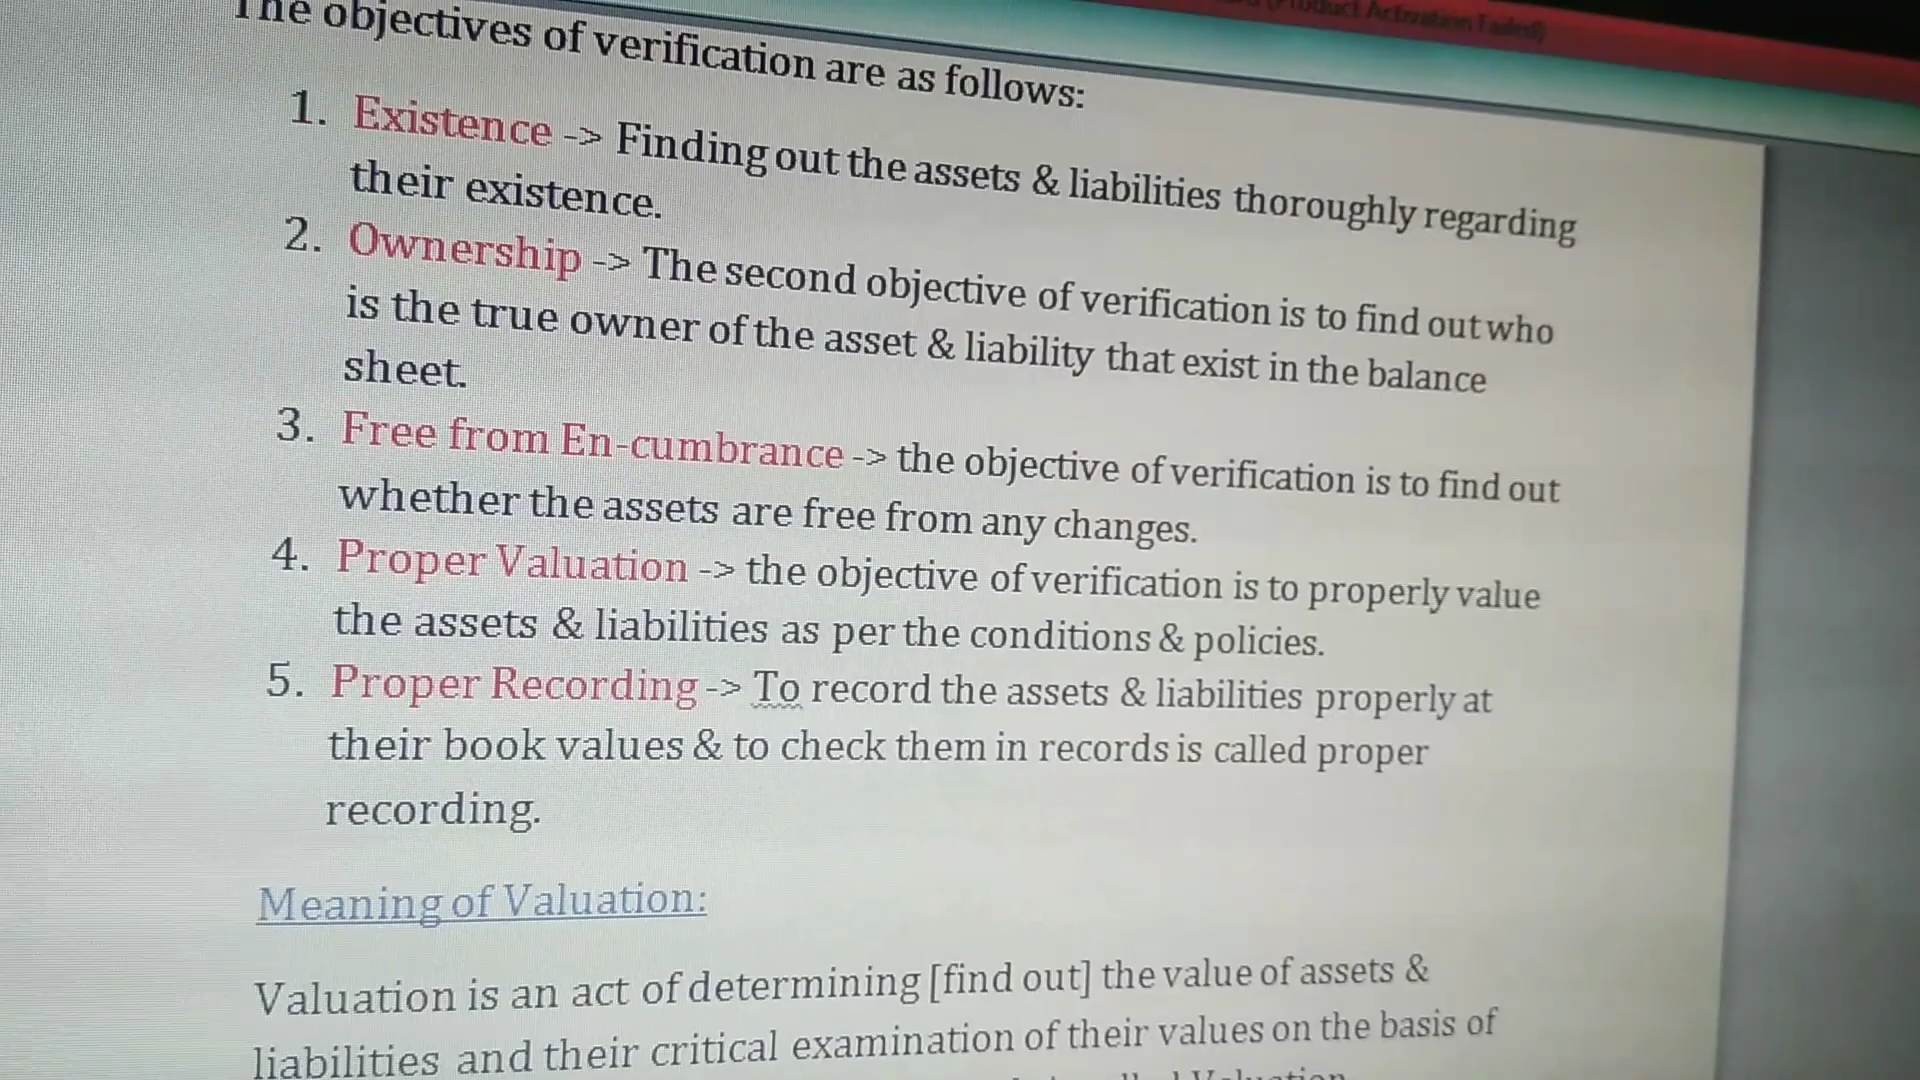 (Product Activation Failed)
The objectives of verification are as follows:
1. Existence -> Finding out the assets & liabilities thoroughly regarding
their existence.
2. Ownership -> The second objective of verification is to find out who
is the true owner of the asset & liability that exist in the balance
sheet.
3. Free from En-cumbrance -> the objective of verification is to find out
whether the assets are free from any changes.
4. Proper Valuation -> the objective of verification is to properly value
the assets & liabilities as per the conditions & policies.
5. Proper Recording -> To record the assets & liabilities properly at
their book values & to check them in records is called proper
recording.
Meaning of Valuation:
Valuation is an act of determining [find out] the value of assets &
liabilities and their critical examination of their values on the basis of
Valuation